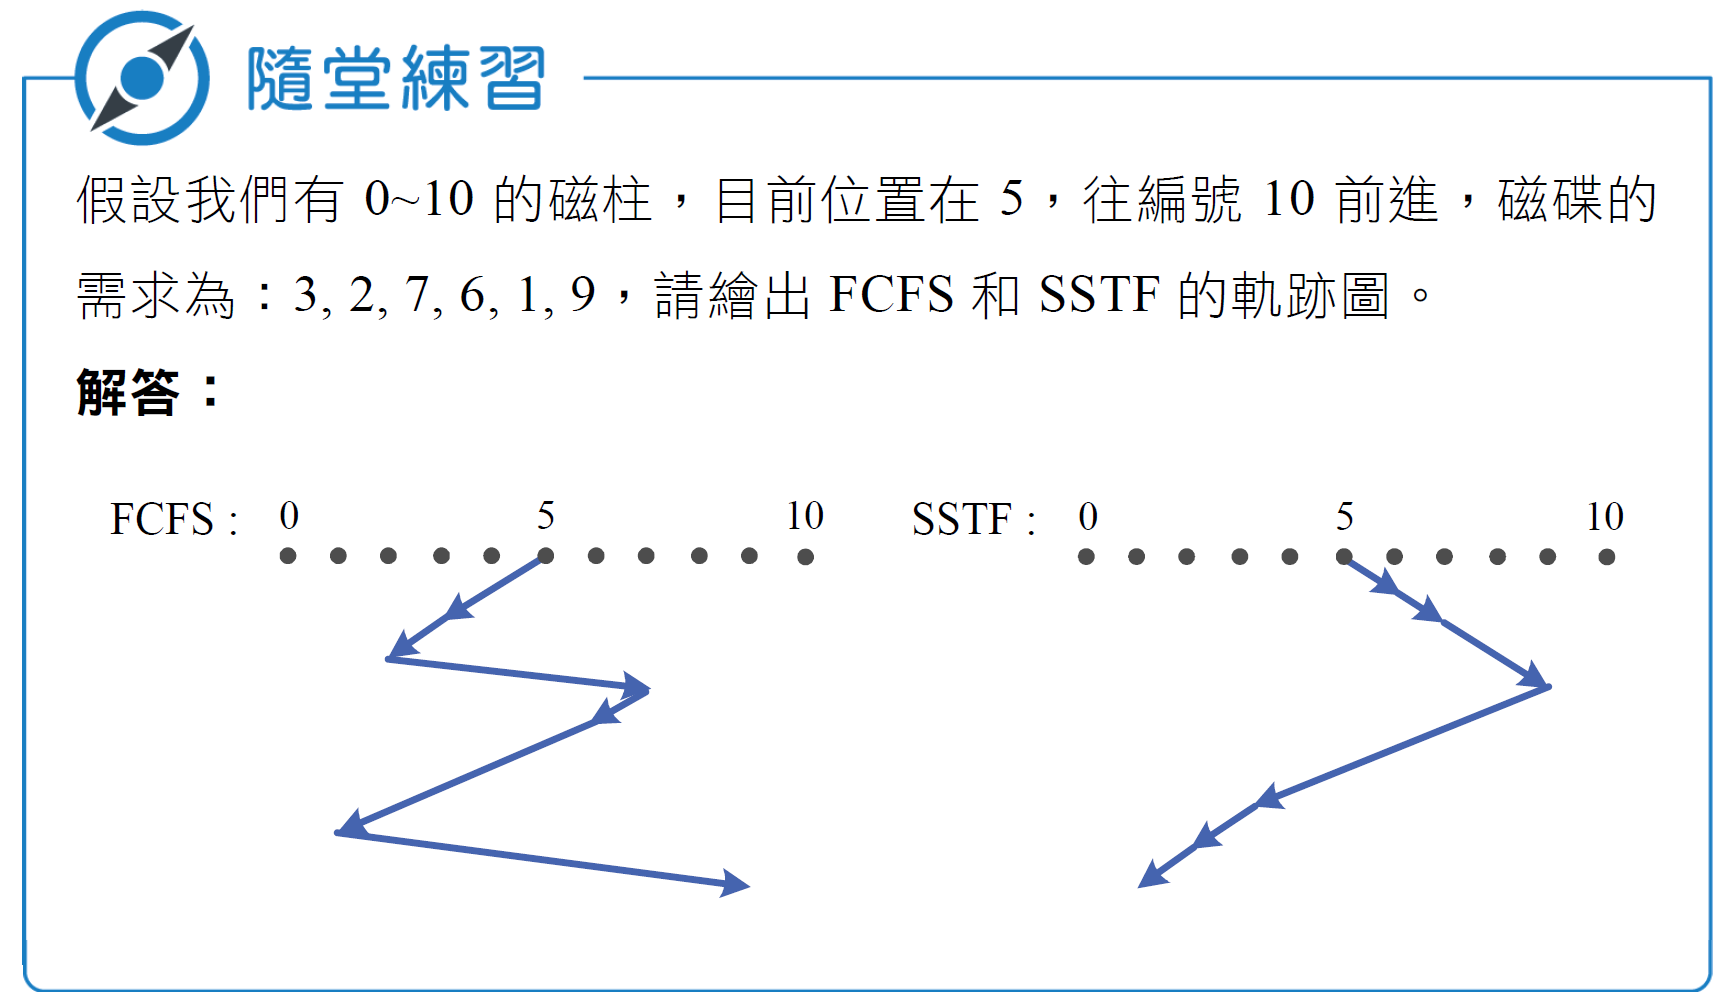 隨堂練習
假設我們有 0~10 的磁柱，目前位置在 5，往編號 10 前進，磁碟的
需求為：3, 2, 7, 6, 1, 9，請繪出 FCFS 和 SSTF 的軌跡圖。
解答：
FCFS : 0 5 10 SSTF : 0 5 10